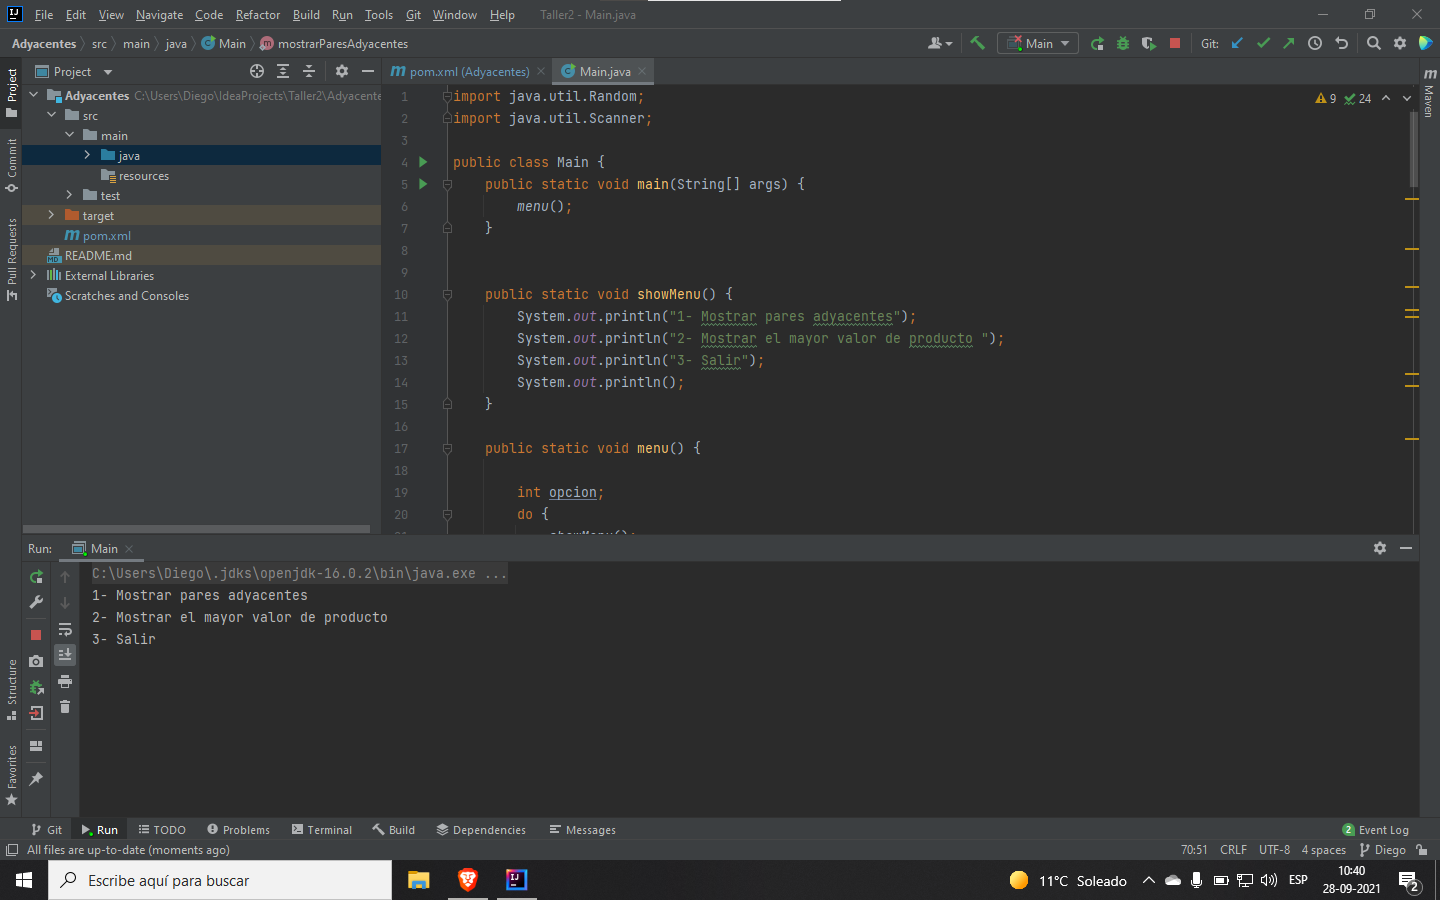 File Edit View Navigate Code Refactor Build Run Tools Git Window Help Taller2 - Main.java
Adyacentes src main java Main mostrarParesAdyacentes
Main Git:
Project
pom.xml (Adyacentes) Main.java
Adyacentes C:\Users\Diego\IdeaProjects\Taller2\Adyacente
src
main
java
resources
test
target
pom.xml
README.md
External Libraries
Scratches and Consoles
Project
Commit
Pull Requests
Structure
Favorites
Maven
9 24
1 import java.util.Random;
2 import java.util.Scanner;
3
4 public class Main {
5 public static void main(String[] args) {
6 menu();
7 }
8
9
10 public static void showMenu() {
11 System.out.println("1- Mostrar pares adyacentes");
12 System.out.println("2- Mostrar el mayor valor de producto ");
13 System.out.println("3- Salir");
14 System.out.println();
15 }
16
17 public static void menu() {
18
19 int opcion;
20 do {
showMenu();
Run: Main
C:\Users\Diego\.jdks\openjdk-16.0.2\bin\java.exe ...
1- Mostrar pares adyacentes
2- Mostrar el mayor valor de producto
3- Salir
Git Run TODO Problems Terminal Build Dependencies Messages 2 Event Log
All files are up-to-date (moments ago) 70:51 CRLF UTF-8 4 spaces Diego
Escribe aquí para buscar
11°C Soleado ESP
10:40
28-09-2021
2